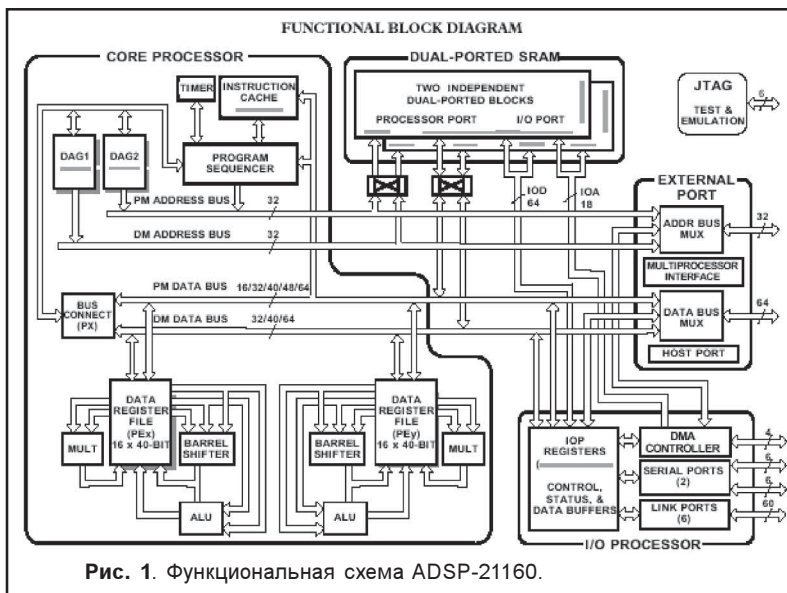 FUNCTIONAL BLOCK DIAGRAM
CORE PROCESSOR
TIMER
INSTRUCTION
CACHE
DAG1
DAG2
PROGRAM
SEQUENCER
PM ADDRESS BUS 32
DM ADDRESS BUS 32
PM DATA BUS 16/32/40/48/64
BUS
CONNECT
(PX)
DM DATA BUS 32/40/64
MULT
DATA
REGISTER
FILE
(PEx)
16 x 40-BIT
BARREL
SHIFTER
ALU
BARREL
SHIFTER
DATA
REGISTER
FILE
(PEy)
16 x 40-BIT
MULT
ALU
DUAL-PORTED SRAM
TWO INDEPENDENT
DUAL-PORTED BLOCKS
PROCESSOR PORT I/O PORT
IOD
64
IOA
18
JTAG
TEST &
EMULATION
6
EXTERNAL
PORT
ADDR BUS
MUX
32
MULTIPROCESSOR
INTERFACE
DATA BUS
MUX
64
HOST PORT
IOP
REGISTERS
(
CONTROL,
STATUS, &
DATA BUFFERS
DMA
CONTROLLER
4
SERIAL PORTS
(2)
6
6
LINK PORTS
(6)
60
I/O PROCESSOR
Рис. 1. Функциональная схема ADSP-21160.